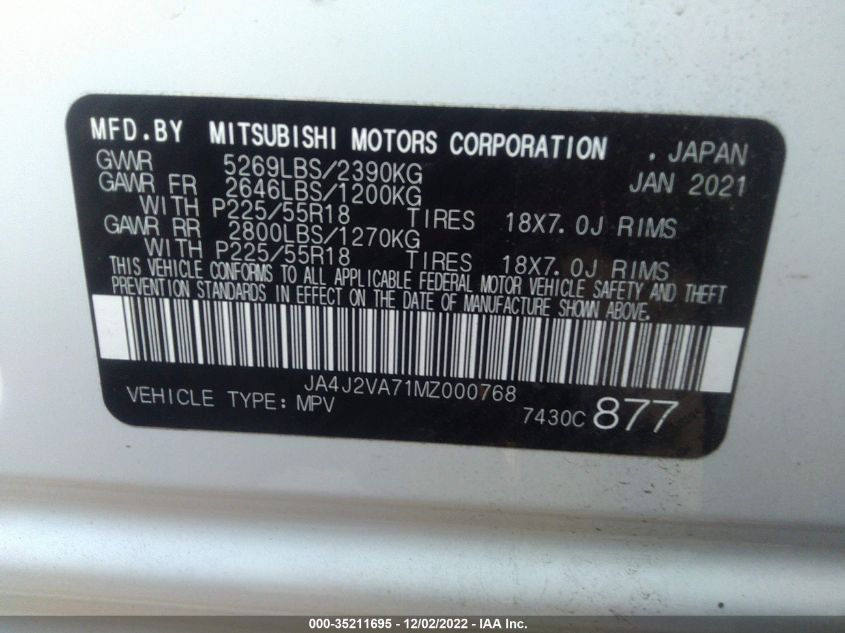 MFD.BY MITSUBISHI MOTORS CORPORATION . JAPAN
GVWR 5269LBS/2390KG JAN 2021
GAWR FR 2646LBS/1200KG
WITH P225/55R18 TIRES 18X7.0J RIMS
GAWR RR 2800LBS/1270KG
WITH P225/55R18 TIRES 18X7.0J RIMS
THIS VEHICLE CONFORMS TO ALL APPLICABLE FEDERAL MOTOR VEHICLE SAFETY AND THEFT
PREVENTION STANDARDS IN EFFECT ON THE DATE OF MANUFACTURE SHOWN ABOVE.
JA4J2VA71MZ000768
VEHICLE TYPE: MPV 7430C 877
000-35211695 - 12/02/2022 - IAA Inc.